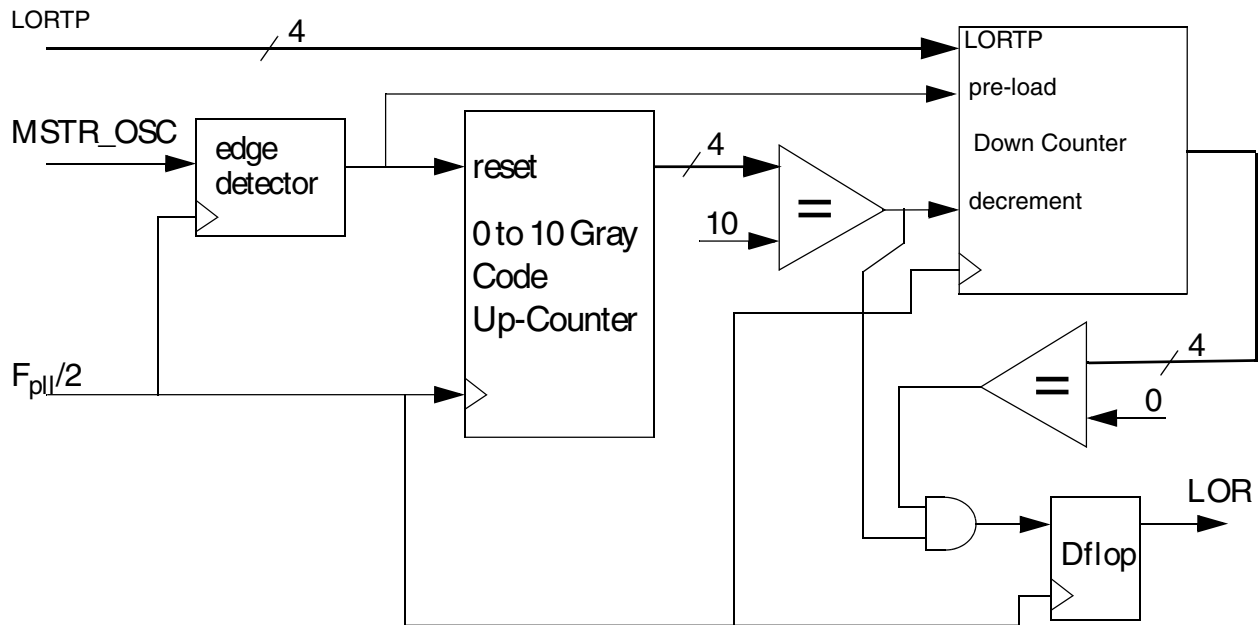 LORTP
4
LORTP
pre-load
Down Counter
decrement
MSTR_OSC
edge
detector
reset
0 to 10 Gray
Code
Up-Counter
4
10
=
Fpll/2
4
=
0
LOR
Dflop